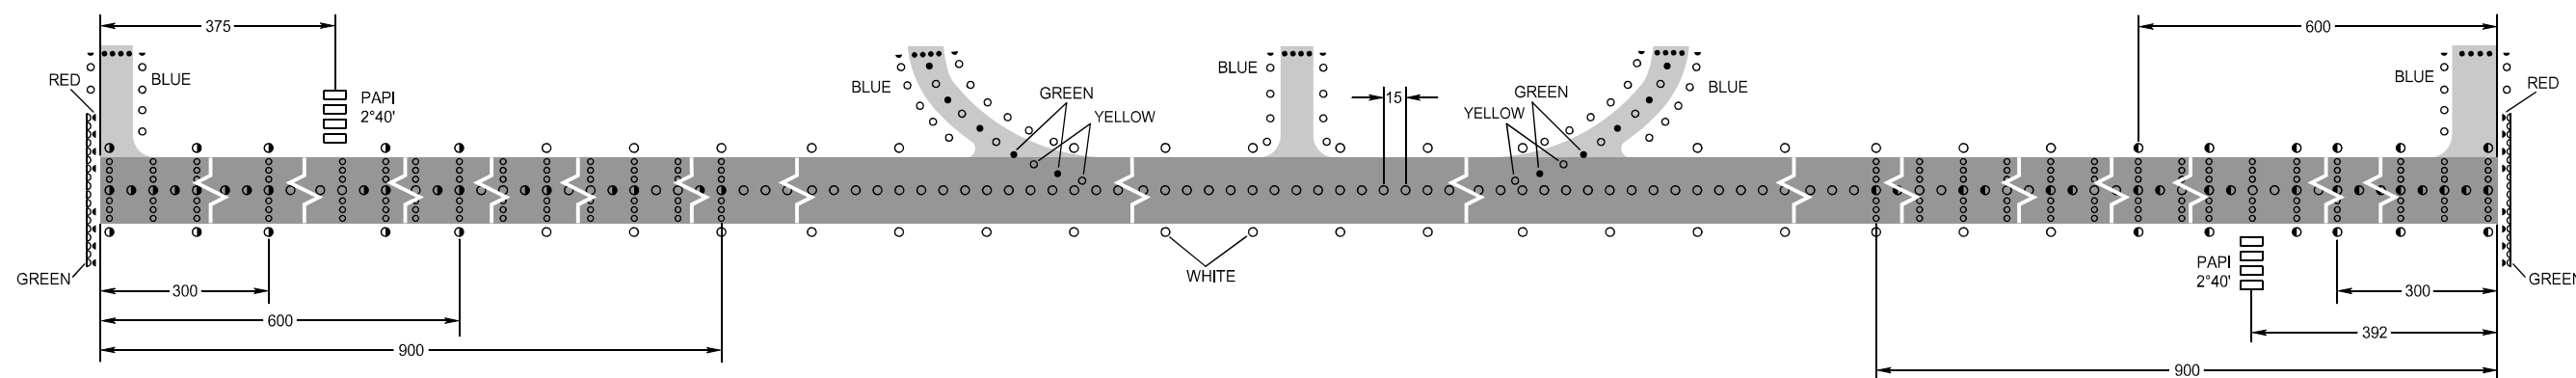 375
600
RED
BLUE
PAPI
2°40'
BLUE
GREEN
YELLOW
BLUE
15
GREEN
YELLOW
BLUE
BLUE
RED
GREEN
WHITE
PAPI
2°40'
GREEN
300
300
600
392
900
900